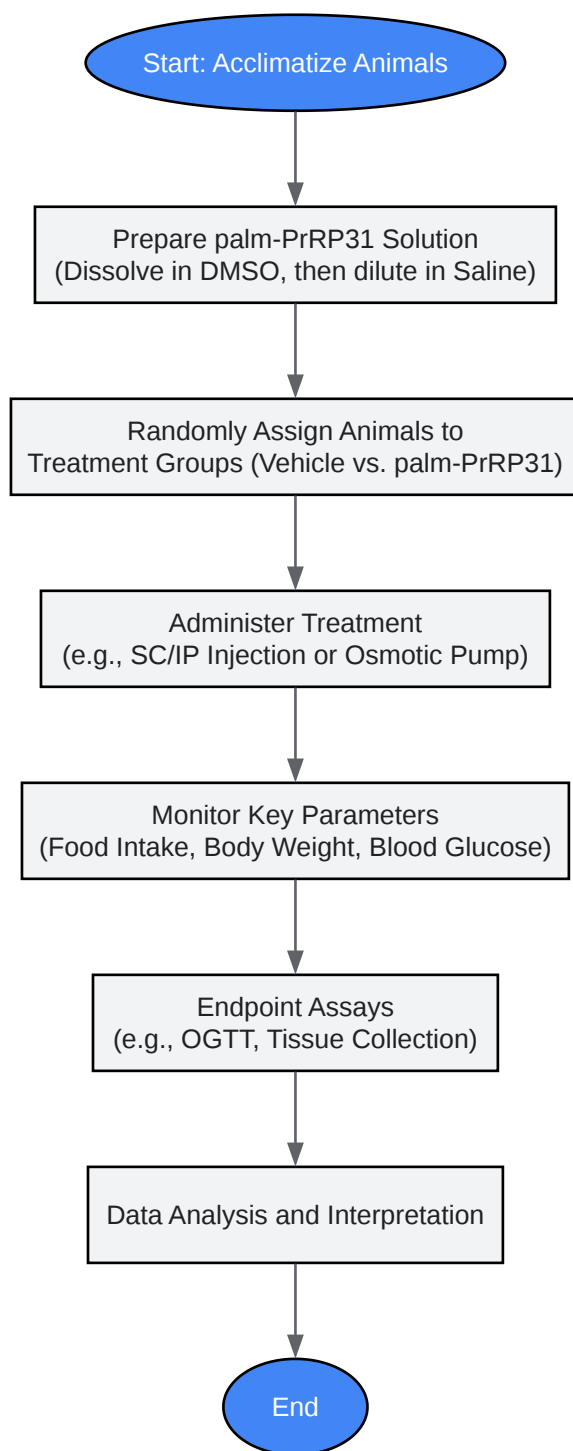 Start: Acclimatize Animals
Prepare palm-PrRP31 Solution
(Dissolve in DMSO, then dilute in Saline)
Randomly Assign Animals to
Treatment Groups (Vehicle vs. palm-PrRP31)
Administer Treatment
(e.g., SC/IP Injection or Osmotic Pump)
Monitor Key Parameters
(Food Intake, Body Weight, Blood Glucose)
Endpoint Assays
(e.g., OGTT, Tissue Collection)
Data Analysis and Interpretation
End